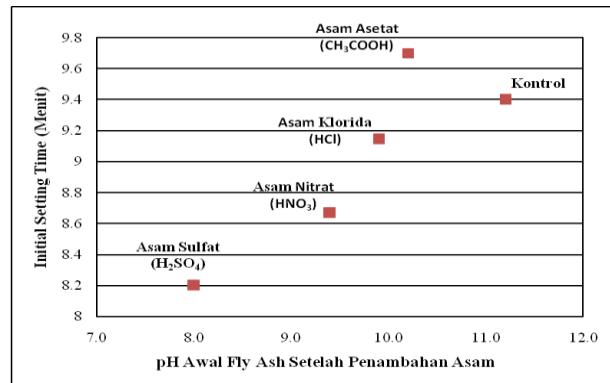 Asam Asetat
(CH₃COOH)
Kontrol
Asam Klorida
(HCl)
Asam Nitrat
(HNO₃)
Asam Sulfat
(H₂SO₄)
Initial Setting Time (Menit)
9.8
9.6
9.4
9.2
9
8.8
8.6
8.4
8.2
8
7.0 8.0 9.0 10.0 11.0 12.0
pH Awal Fly Ash Setelah Penambahan Asam